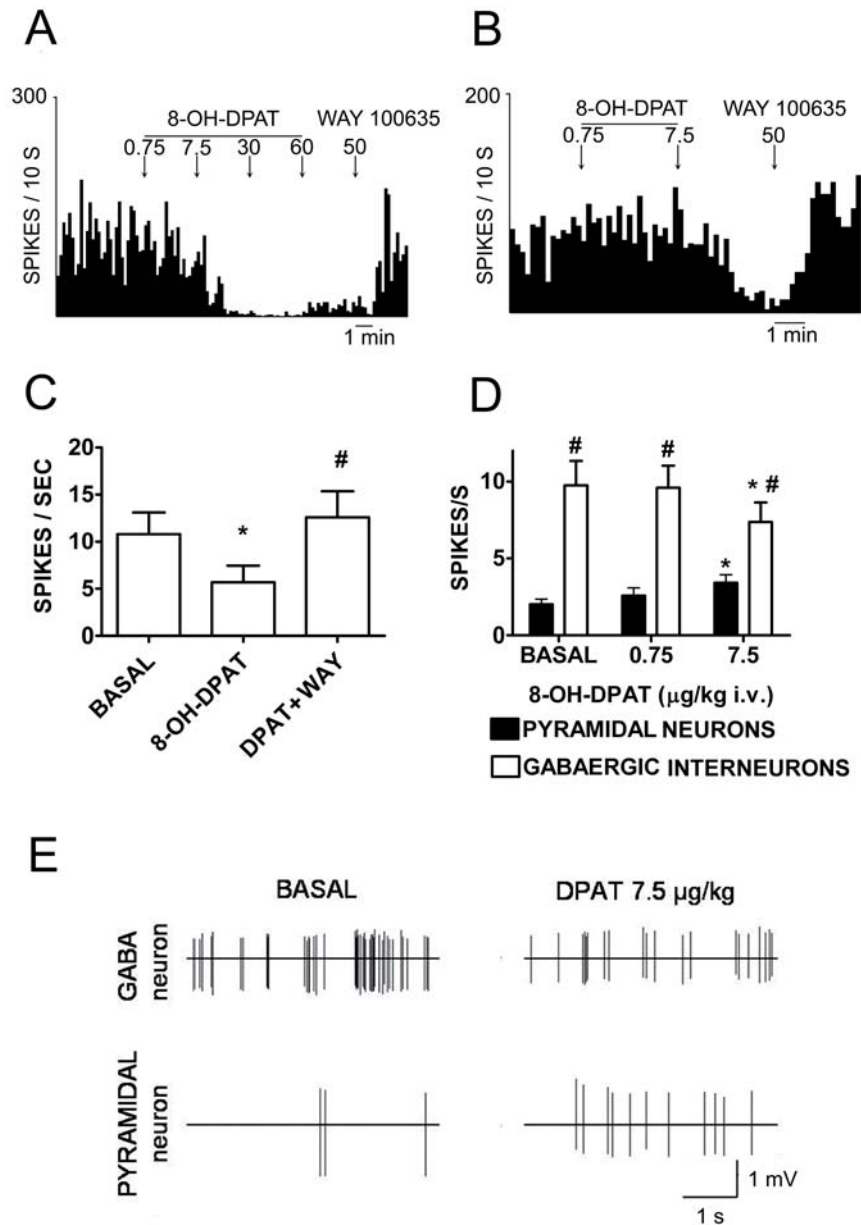 A
300
8-OH-DPAT
WAY 100635
0.75 7.5 30 60 50
SPIKES / 10 S
1 min
B
200
8-OH-DPAT
WAY 100635
0.75 7.5 50
SPIKES / 10 S
1 min
C
SPIKES / SEC
20
15
10
5
0
*
#
BASAL
8-OH-DPAT
DPAT+WAY
D
SPIKES/S
10
5
0
# # * * #
BASAL 0.75 7.5
8-OH-DPAT (μg/kg i.v.)
PYRAMIDAL NEURONS
GABAERGIC INTERNEURONS
E
BASAL
DPAT 7.5 μg/kg
GABA
neuron
PYRAMIDAL
neuron
1 mV
1 s